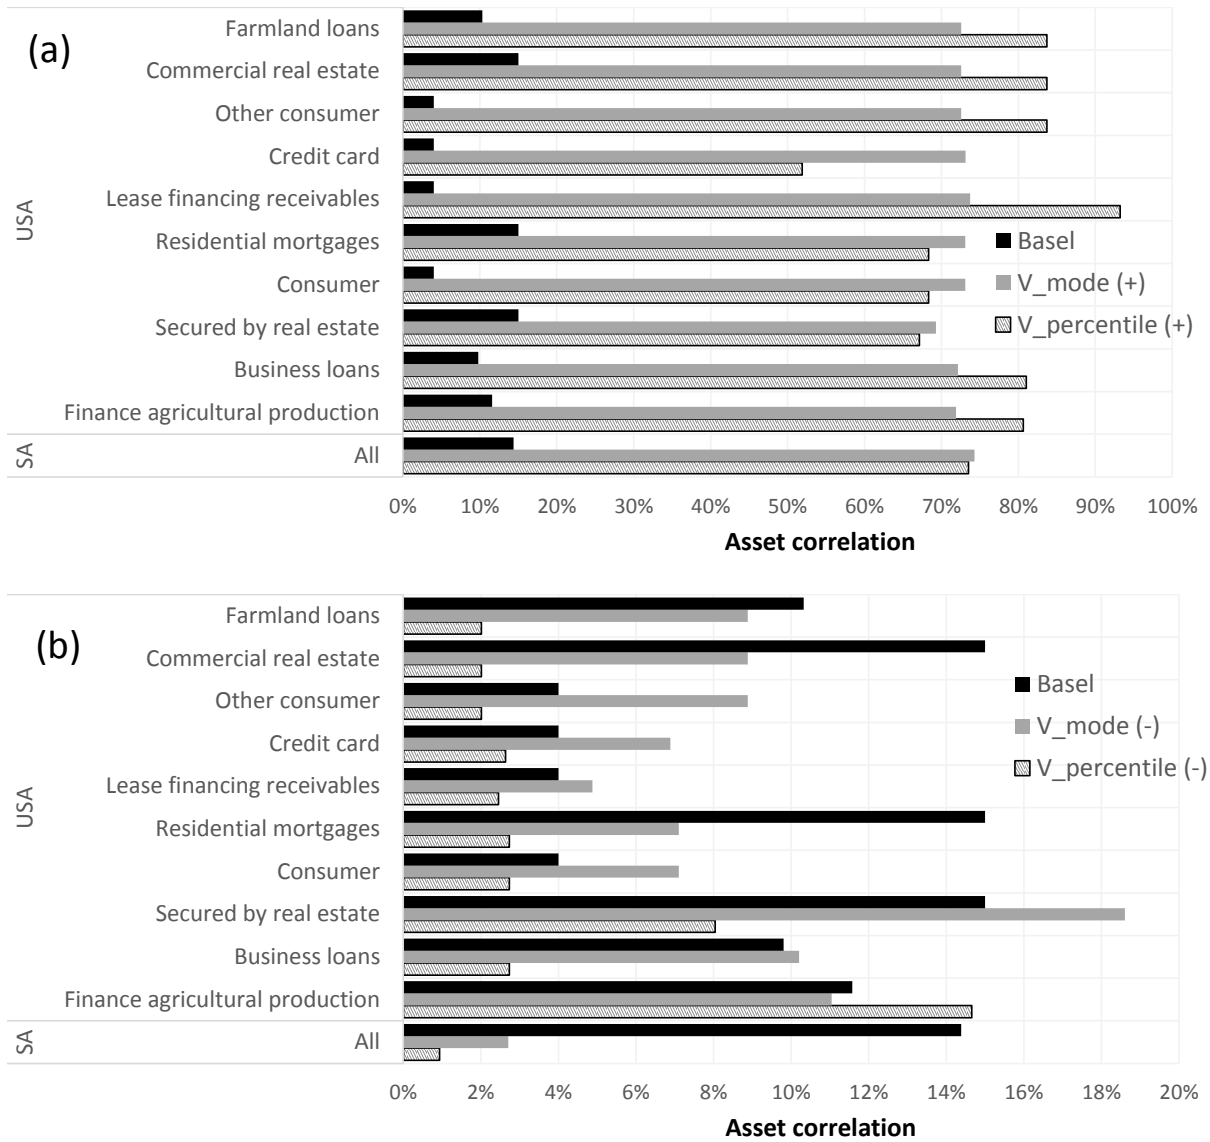 (a)
USA
SA
Farmland loans
Commercial real estate
Other consumer
Credit card
Lease financing receivables
Residential mortgages
Consumer
Secured by real estate
Business loans
Finance agricultural production
All
Basel
V_mode (+)
V_percentile (+)
0% 10% 20% 30% 40% 50% 60% 70% 80% 90% 100%
Asset correlation
(b)
USA
SA
Farmland loans
Commercial real estate
Other consumer
Credit card
Lease financing receivables
Residential mortgages
Consumer
Secured by real estate
Business loans
Finance agricultural production
All
Basel
V_mode (-)
V_percentile (-)
0% 2% 4% 6% 8% 10% 12% 14% 16% 18% 20%
Asset correlation